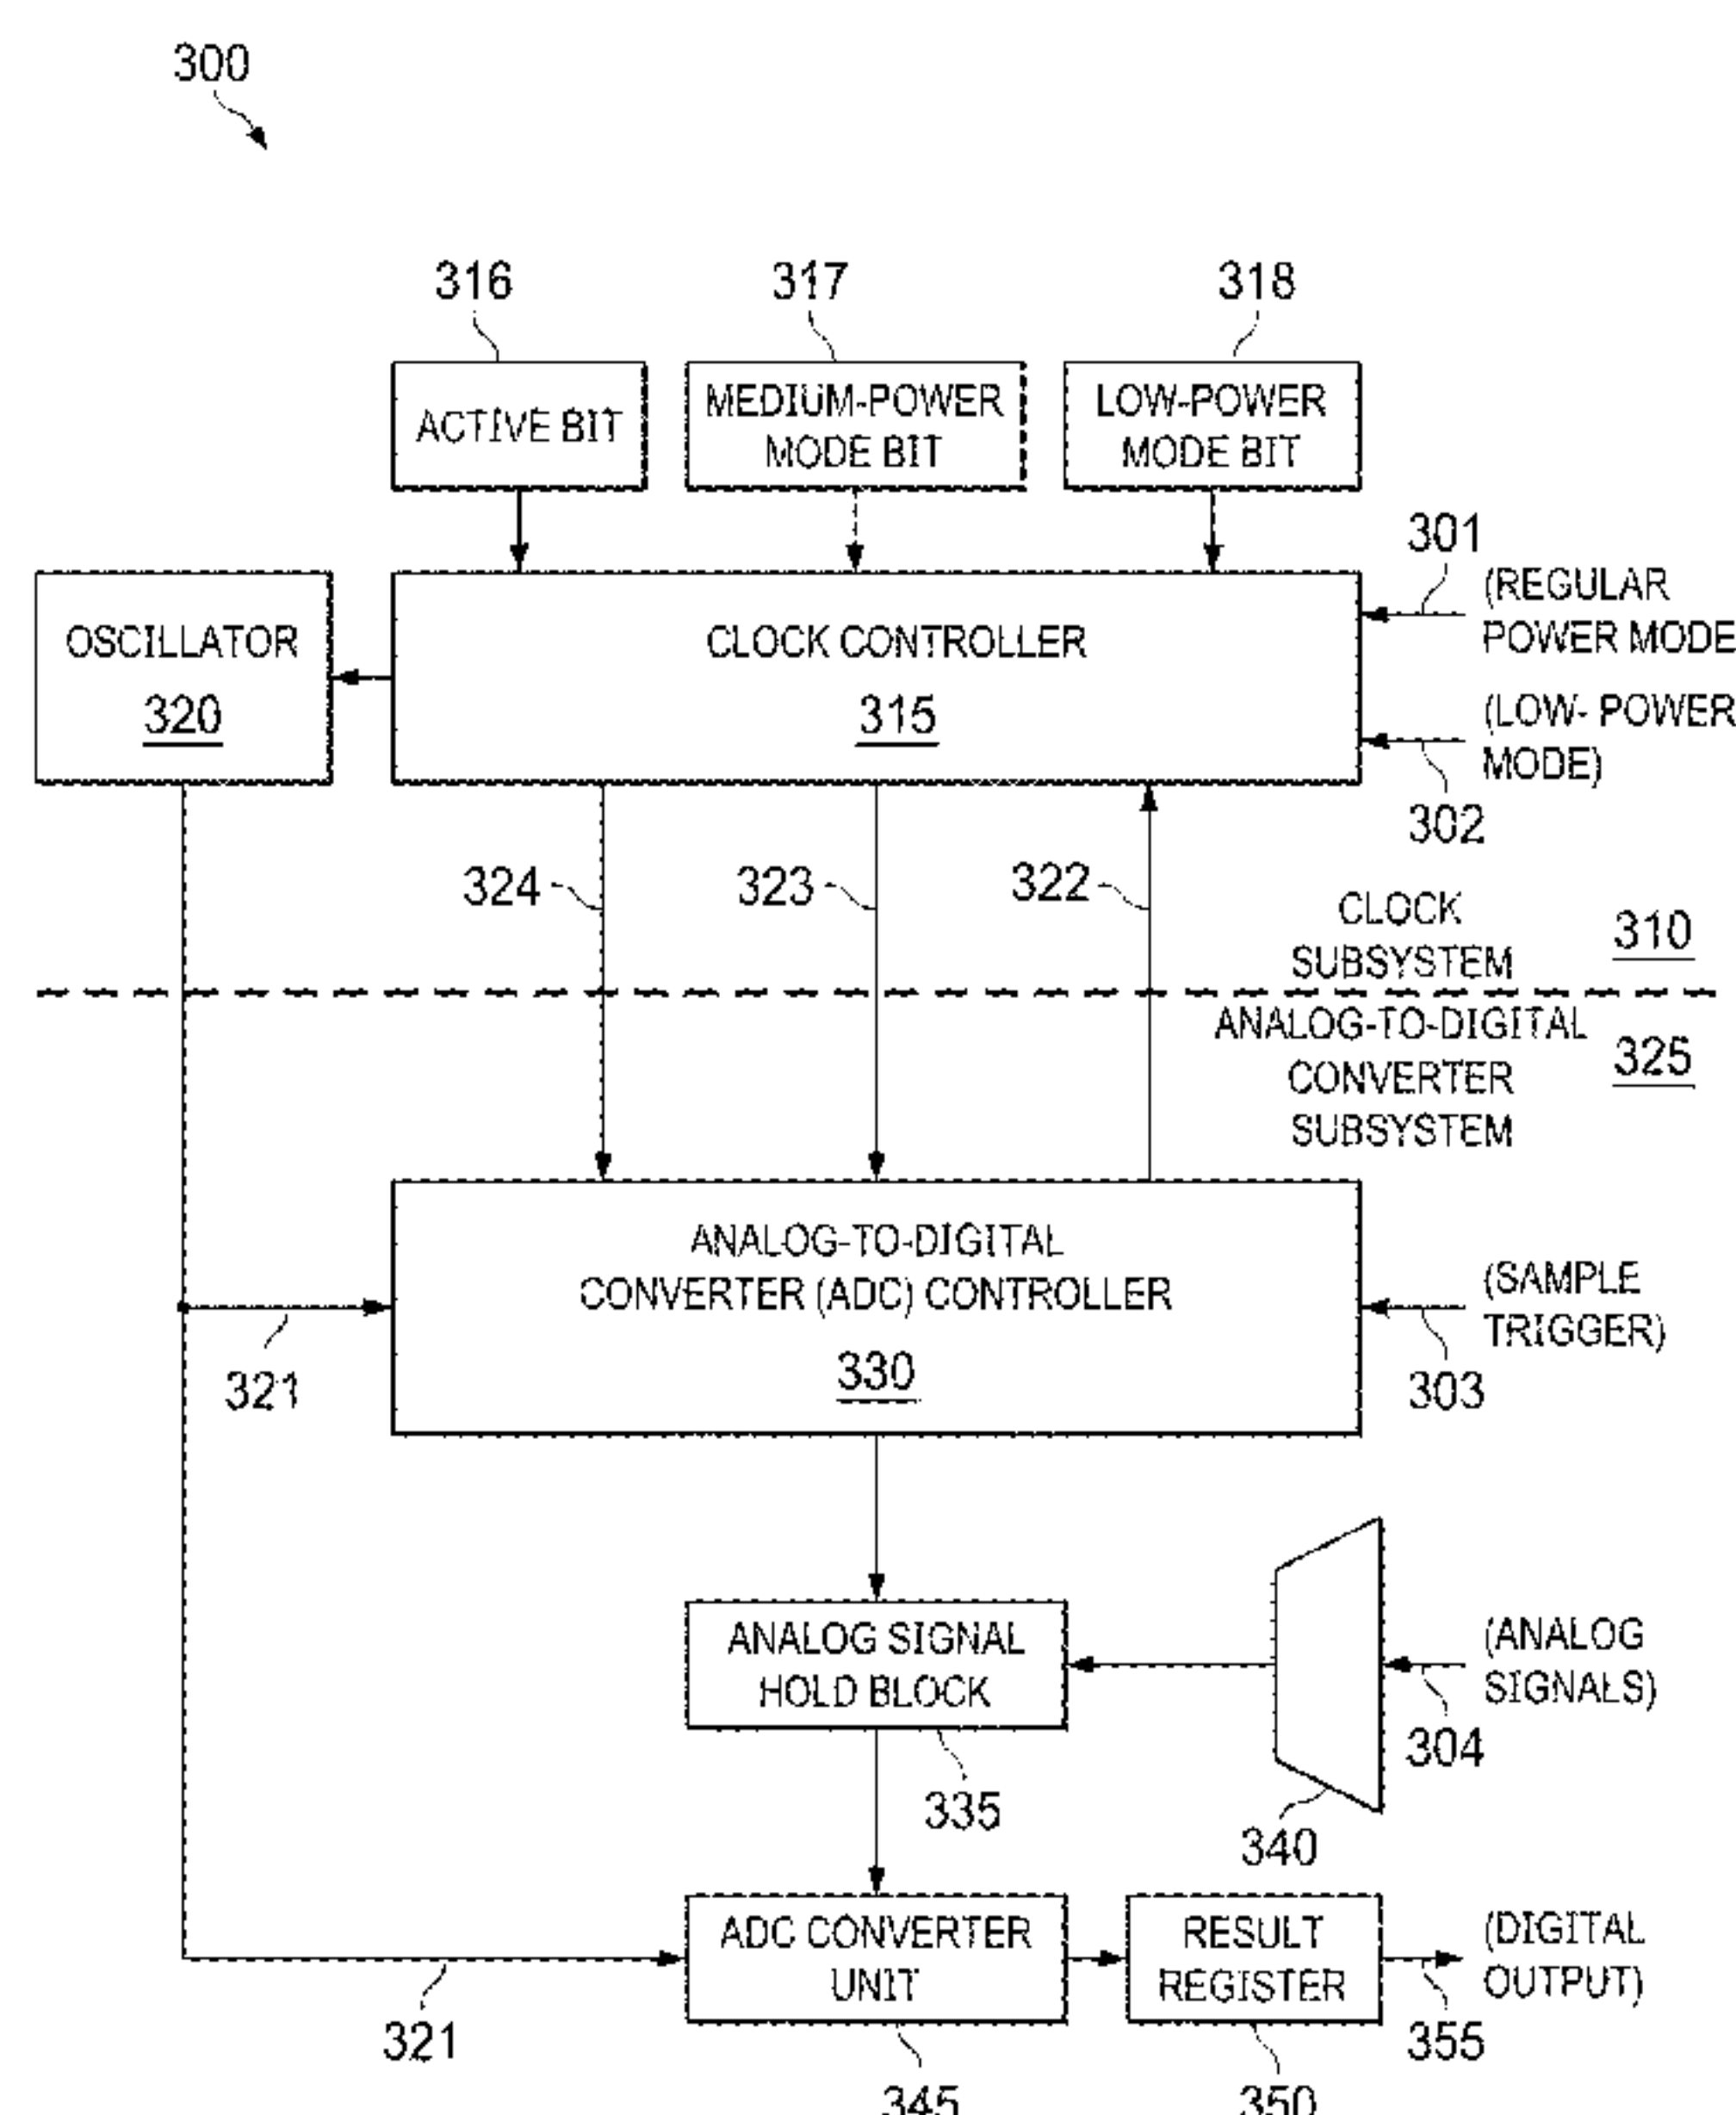 300
316
317
318
ACTIVE BIT
MEDIUM-POWER
MODE BIT
LOW-POWER
MODE BIT
301
(REGULAR
POWER MODE
OSCILLATOR
320
CLOCK CONTROLLER
315
(LOW- POWER
MODE)
302
324
323
322
CLOCK
SUBSYSTEM
310
ANALOG-TO-DIGITAL
CONVERTER
SUBSYSTEM
325
ANALOG-TO-DIGITAL
CONVERTER (ADC) CONTROLLER
330
(SAMPLE
TRIGGER)
303
321
ANALOG SIGNAL
HOLD BLOCK
335
(ANALOG
SIGNALS)
304
340
ADC CONVERTER
UNIT
RESULT
REGISTER
(DIGITAL
OUTPUT)
321
355
345
350